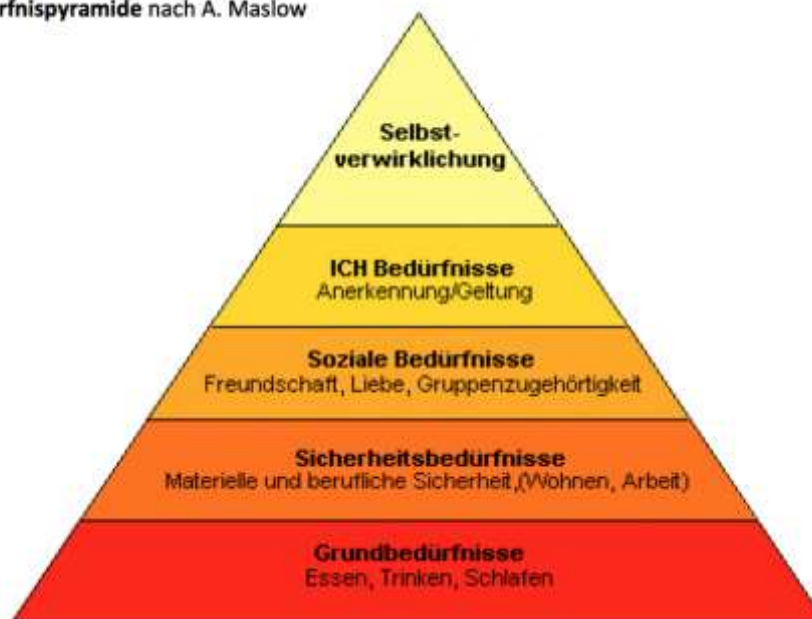 rfnispyramide nach A. Maslow
Selbst-
verwirklichung
ICH Bedürfnisse
Anerkennung/Geltung
Soziale Bedürfnisse
Freundschaft, Liebe, Gruppenzugehörtigkeit
Sicherheitsbedürfnisse
Materielle und berufliche Sicherheit,(Wohnen, Arbeit)
Grundbedürfnisse
Essen, Trinken, Schlafen